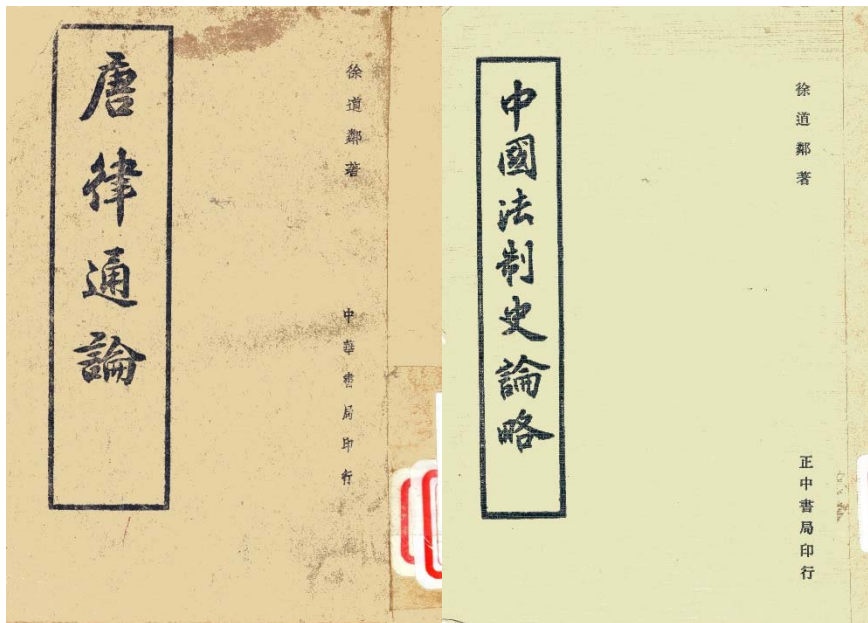 唐律通論
徐道鄰著
中華書局印行
中國法制史論略
徐道鄰著
正中書局印行